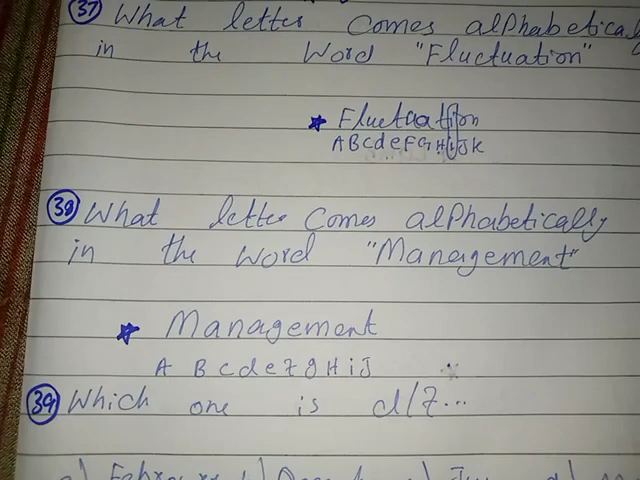 37 What letter comes alphabetically
in the Word "Fluctuation"
* Fluctuation
A B C d e F G H i J K
38 What letter comes alphabetically
in the Word "Management"
* Management
A B C d e F g H i J
39 Which one is d/f...